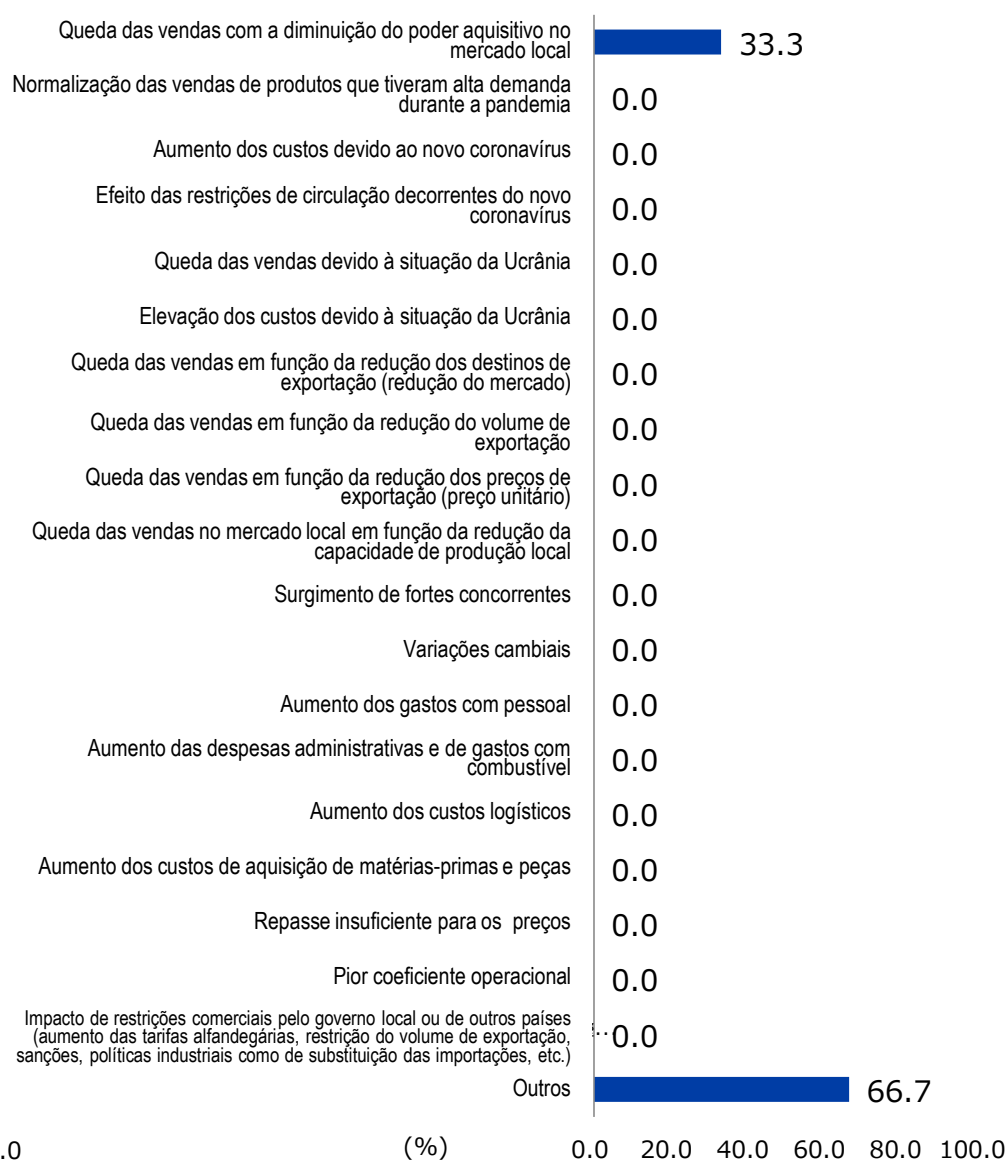 Queda das vendas com a diminuição do poder aquisitivo no
mercado local
33.3
Normalização das vendas de produtos que tiveram alta demanda
durante a pandemia
0.0
Aumento dos custos devido ao novo coronavírus
0.0
Efeito das restrições de circulação decorrentes do novo
coronavírus
0.0
Queda das vendas devido à situação da Ucrânia
0.0
Elevação dos custos devido à situação da Ucrânia
0.0
Queda das vendas em função da redução dos destinos de
exportação (redução do mercado)
0.0
Queda das vendas em função da redução do volume de
exportação
0.0
Queda das vendas em função da redução dos preços de
exportação (preço unitário)
0.0
Queda das vendas no mercado local em função da redução da
capacidade de produção local
0.0
Surgimento de fortes concorrentes
0.0
Variações cambiais
0.0
Aumento dos gastos com pessoal
0.0
Aumento das despesas administrativas e de gastos com
combustível
0.0
Aumento dos custos logísticos
0.0
Aumento dos custos de aquisição de matérias-primas e peças
0.0
Repasse insuficiente para os  preços
0.0
Pior coeficiente operacional
0.0
Impacto de restrições comerciais pelo governo local ou de outros países
(aumento das tarifas alfandegárias, restrição do volume de exportação,
sanções, políticas industriais como de substituição das importações, etc.)
0.0
Outros
66.7
.0 (%) 0.0 20.0 40.0 60.0 80.0 100.0